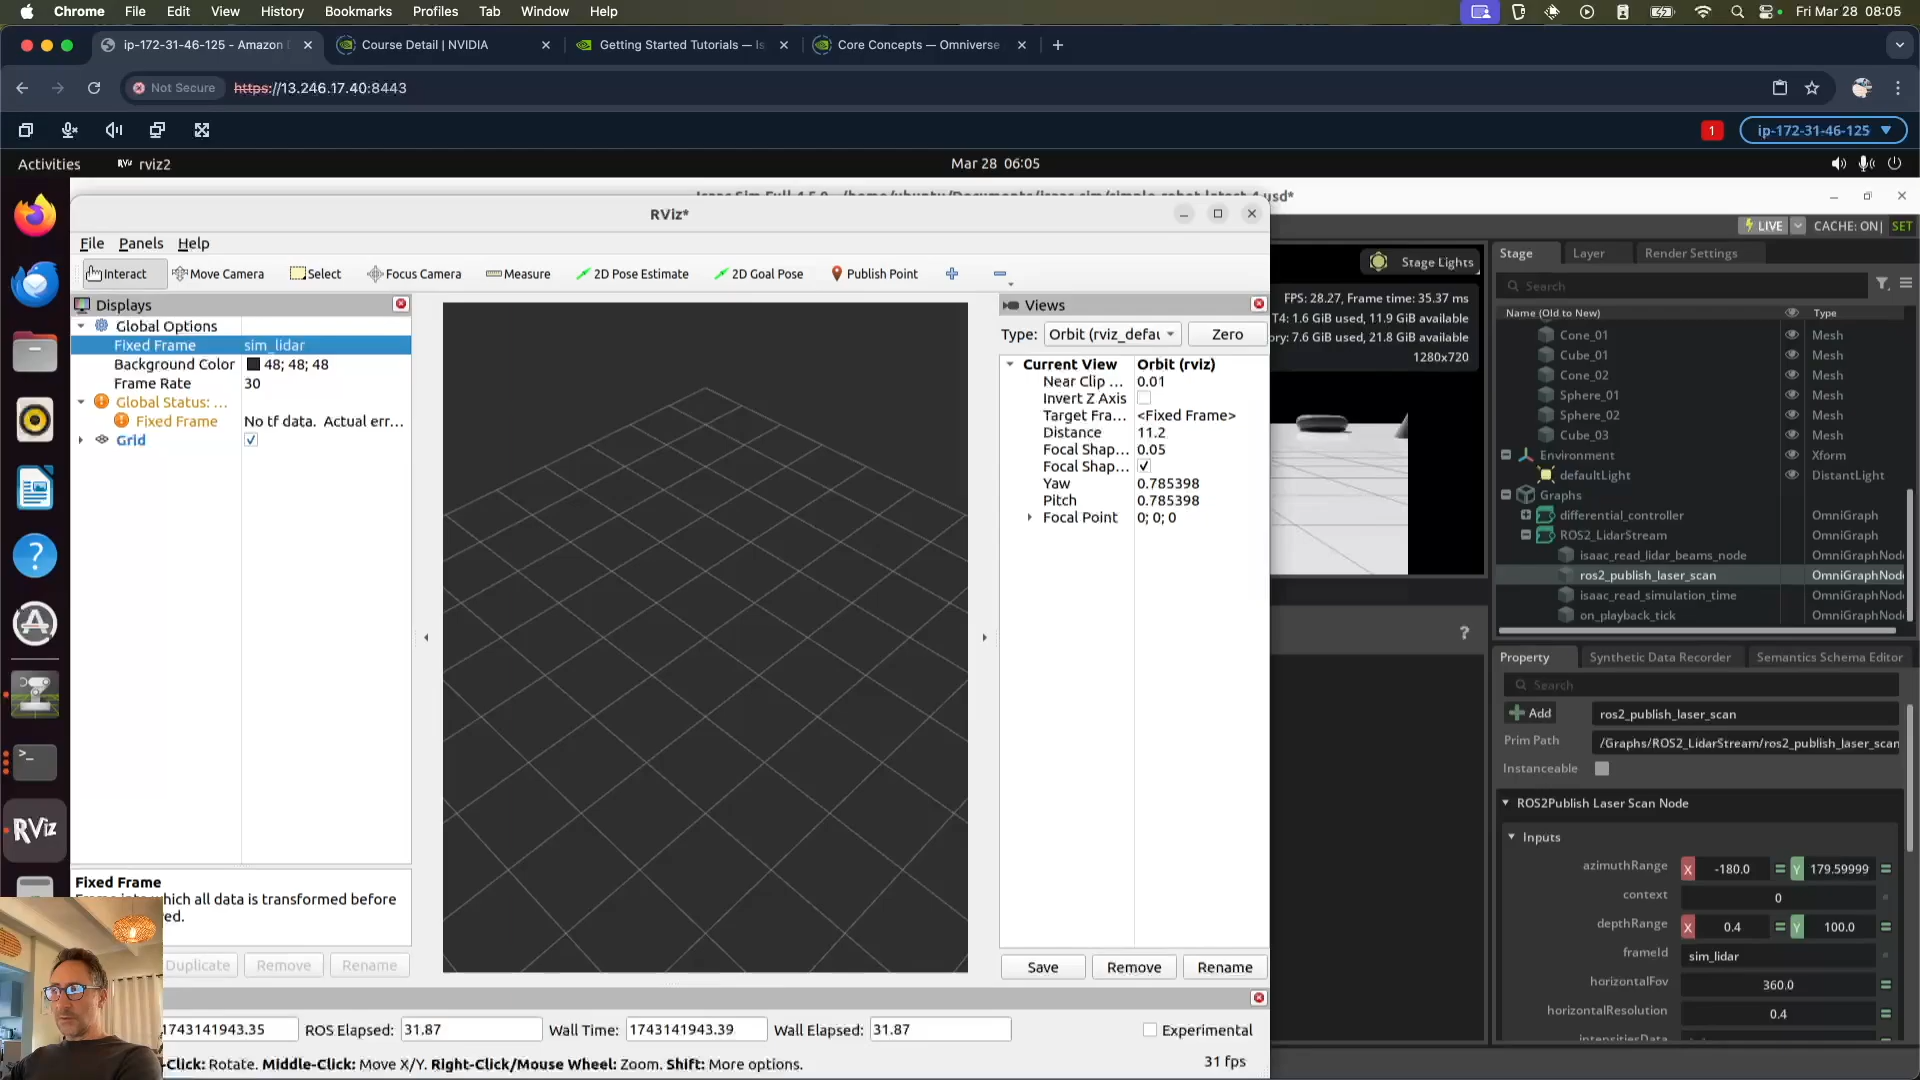 Chrome File Edit View History Bookmarks Profiles Tab Window Help Fri Mar 28 08:05
ip-172-31-46-125 - Amazon
Course Detail | NVIDIA
Getting Started Tutorials — Is
Core Concepts — Omniverse
Not Secure https://13.246.17.40:8443
1
ip-172-31-46-125
Activities
RViz rviz2
Mar 28 06:05
RViz*
File Panels Help
Interact Move Camera Select Focus Camera Measure 2D Pose Estimate 2D Goal Pose Publish Point
Displays
Global Options
Fixed Frame sim_lidar
Background Color 48; 48; 48
Frame Rate 30
Global Status: ...
Fixed Frame No tf data. Actual err...
Grid
Fixed Frame
which all data is transformed before
Duplicate Remove Rename
Views
Type: Orbit (rviz_defau Zero
Current View Orbit (rviz)
Near Clip ... 0.01
Invert Z Axis
Target Fra... <Fixed Frame>
Distance 11.2
Focal Shap... 0.05
Focal Shap...
Yaw 0.785398
Pitch 0.785398
Focal Point 0; 0; 0
Save Remove Rename
1743141943.35 ROS Elapsed: 31.87 Wall Time: 1743141943.39 Wall Elapsed: 31.87 Experimental
-Click: Rotate. Middle-Click: Move X/Y. Right-Click/Mouse Wheel: Zoom. Shift: More options. 31 fps
LIVE CACHE: ON| SET
Stage Lights
FPS: 28.27, Frame time: 35.37 ms
T4: 1.6 GiB used, 11.9 GiB available
ory: 7.6 GiB used, 21.8 GiB available
1280x720
?
Stage Layer Render Settings
Search
Name (Old to New) Type
Cone_01 Mesh
Cube_01 Mesh
Cone_02 Mesh
Sphere_01 Mesh
Sphere_02 Mesh
Cube_03 Mesh
Environment Xform
defaultLight DistantLight
Graphs
differential_controller OmniGraph
ROS2_LidarStream OmniGraph
isaac_read_lidar_beams_node OmniGraphNod
ros2_publish_laser_scan OmniGraphNod
isaac_read_simulation_time OmniGraphNod
on_playback_tick OmniGraphNod
Property Synthetic Data Recorder Semantics Schema Editor
Search
Add ros2_publish_laser_scan
Prim Path /Graphs/ROS2_LidarStream/ros2_publish_laser_scan
Instanceable
ROS2Publish Laser Scan Node
Inputs
azimuthRange X -180.0 Y 179.59999
context 0
depthRange X 0.4 Y 100.0
frameId sim_lidar
horizontalFov 360.0
horizontalResolution 0.4
RViz